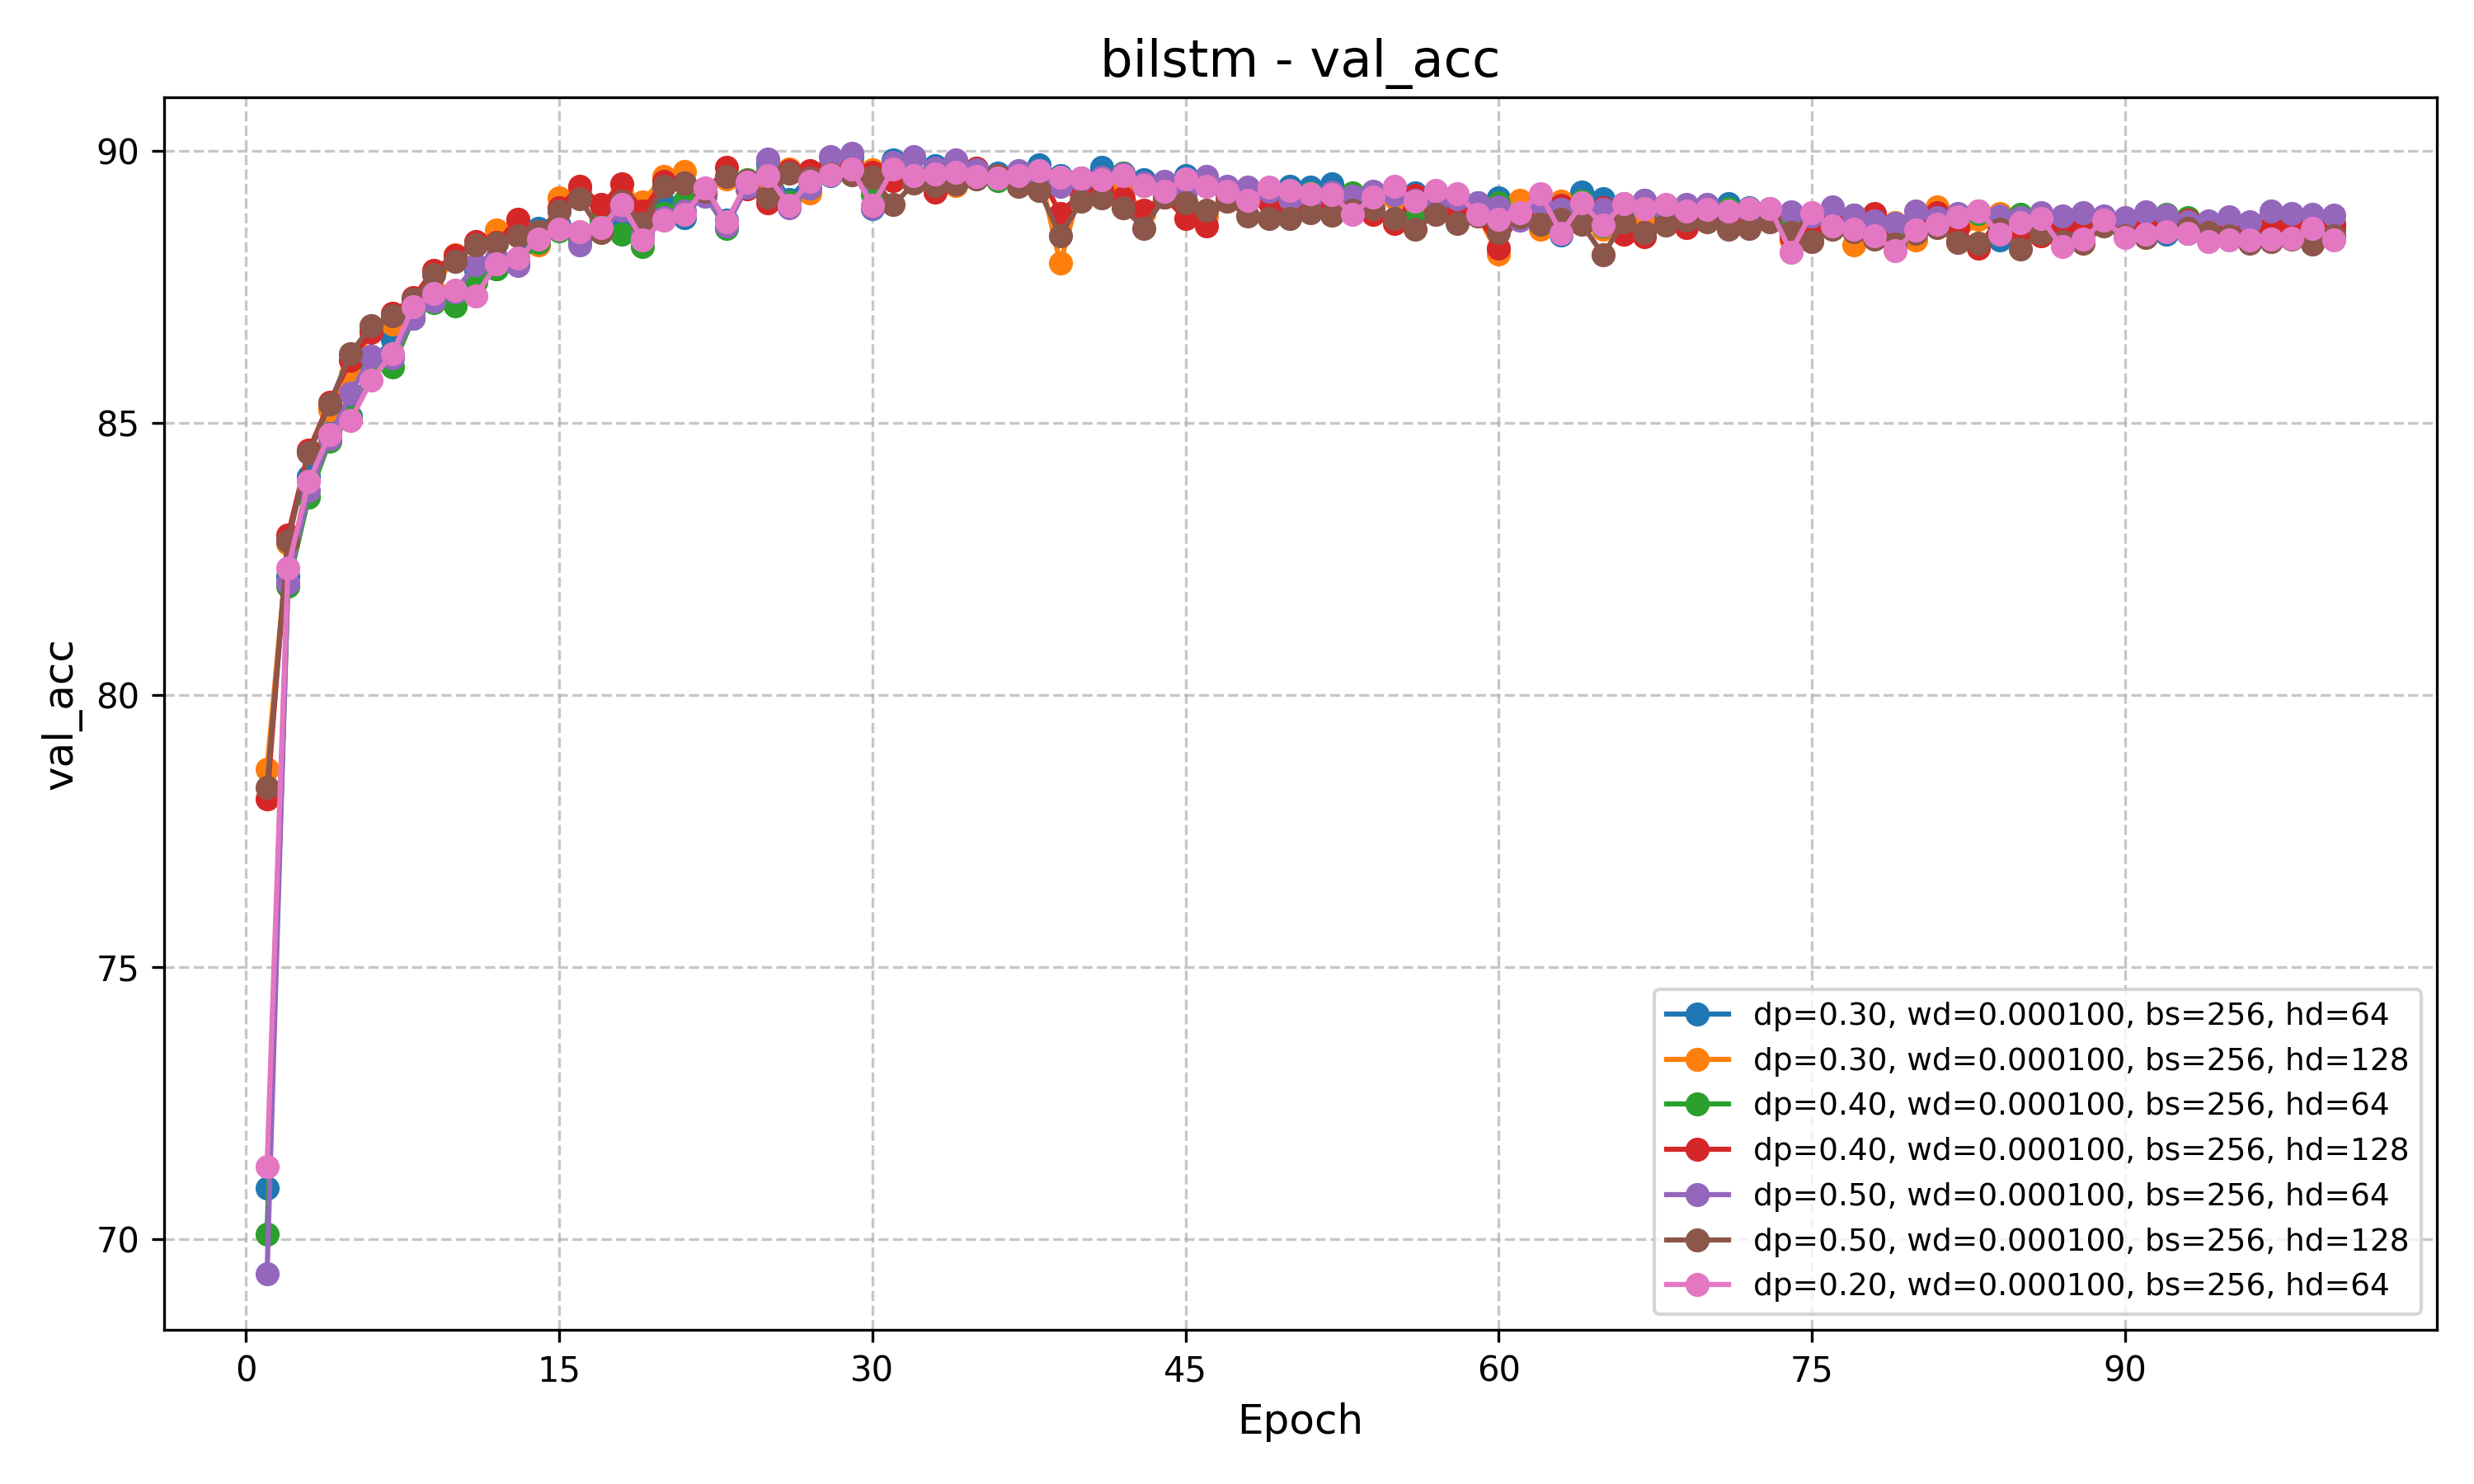 bilstm - val_acc
val_acc
90
85
80
75
70
0 15 30 45 60 75 90
Epoch
dp=0.30, wd=0.000100, bs=256, hd=64
dp=0.30, wd=0.000100, bs=256, hd=128
dp=0.40, wd=0.000100, bs=256, hd=64
dp=0.40, wd=0.000100, bs=256, hd=128
dp=0.50, wd=0.000100, bs=256, hd=64
dp=0.50, wd=0.000100, bs=256, hd=128
dp=0.20, wd=0.000100, bs=256, hd=64